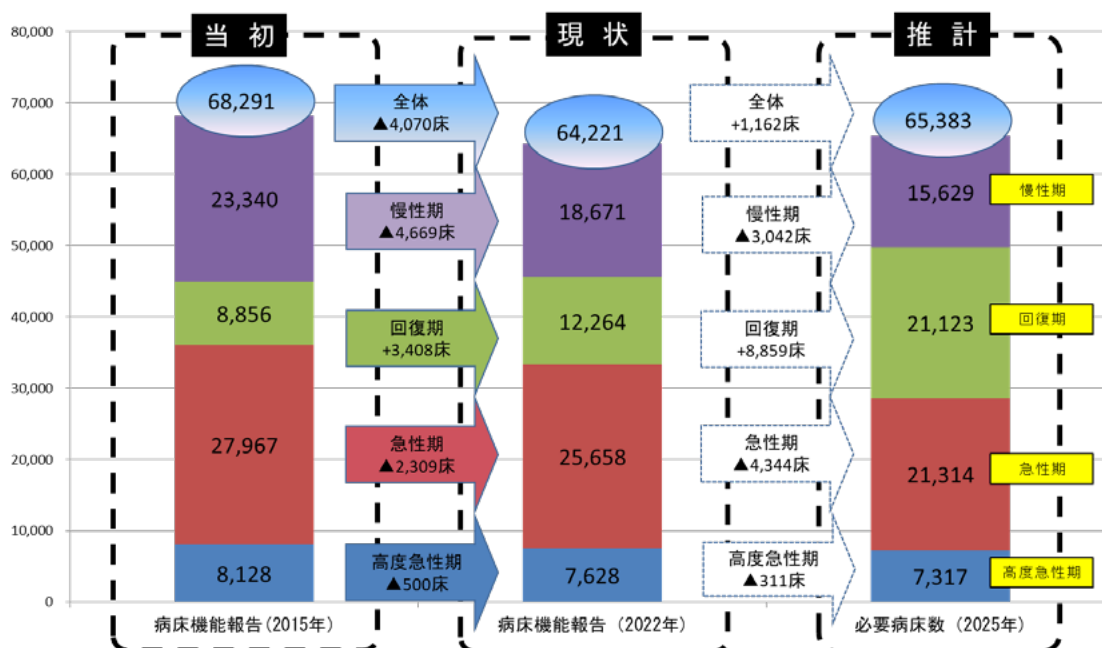 当初
現状
推計
80,000
70,000
60,000
50,000
40,000
30,000
20,000
10,000
0
68,291
23,340
8,856
27,967
8,128
全体
▲4,070床
慢性期
▲4,669床
回復期
+3,408床
急性期
▲2,309床
高度急性期
▲500床
64,221
18,671
12,264
25,658
7,628
全体
+1,162床
慢性期
▲3,042床
回復期
+8,859床
急性期
▲4,344床
高度急性期
▲311床
65,383
15,629
21,123
21,314
7,317
慢性期
回復期
急性期
高度急性期
病床機能報告(2015年)
病床機能報告(2022年)
必要病床数(2025年)